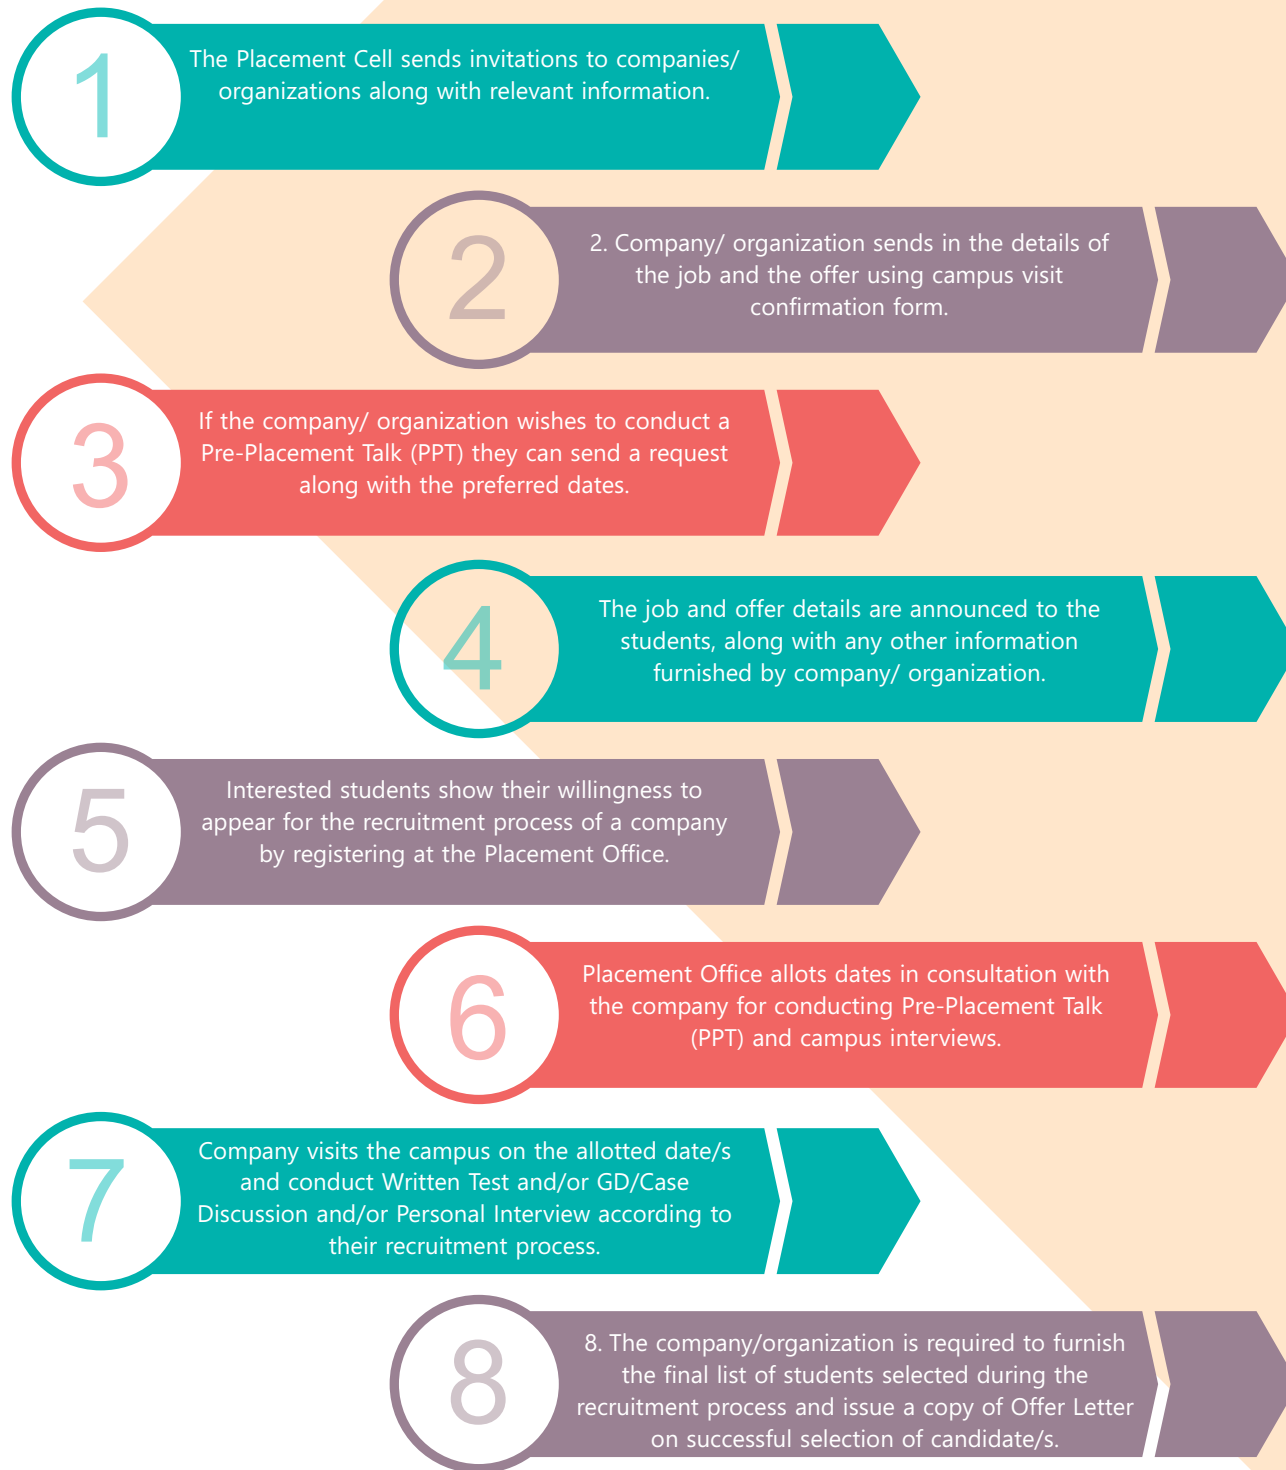 1
The Placement Cell sends invitations to companies/
organizations along with relevant information.
2
2. Company/ organization sends in the details of
the job and the offer using campus visit
confirmation form.
3
If the company/ organization wishes to conduct a
Pre-Placement Talk (PPT) they can send a request
along with the preferred dates.
4
The job and offer details are announced to the
students, along with any other information
furnished by company/ organization.
5
Interested students show their willingness to
appear for the recruitment process of a company
by registering at the Placement Office.
6
Placement Office allots dates in consultation with
the company for conducting Pre-Placement Talk
(PPT) and campus interviews.
7
Company visits the campus on the allotted date/s
and conduct Written Test and/or GD/Case
Discussion and/or Personal Interview according to
their recruitment process.
8
8. The company/organization is required to furnish
the final list of students selected during the
recruitment process and issue a copy of Offer Letter
on successful selection of candidate/s.